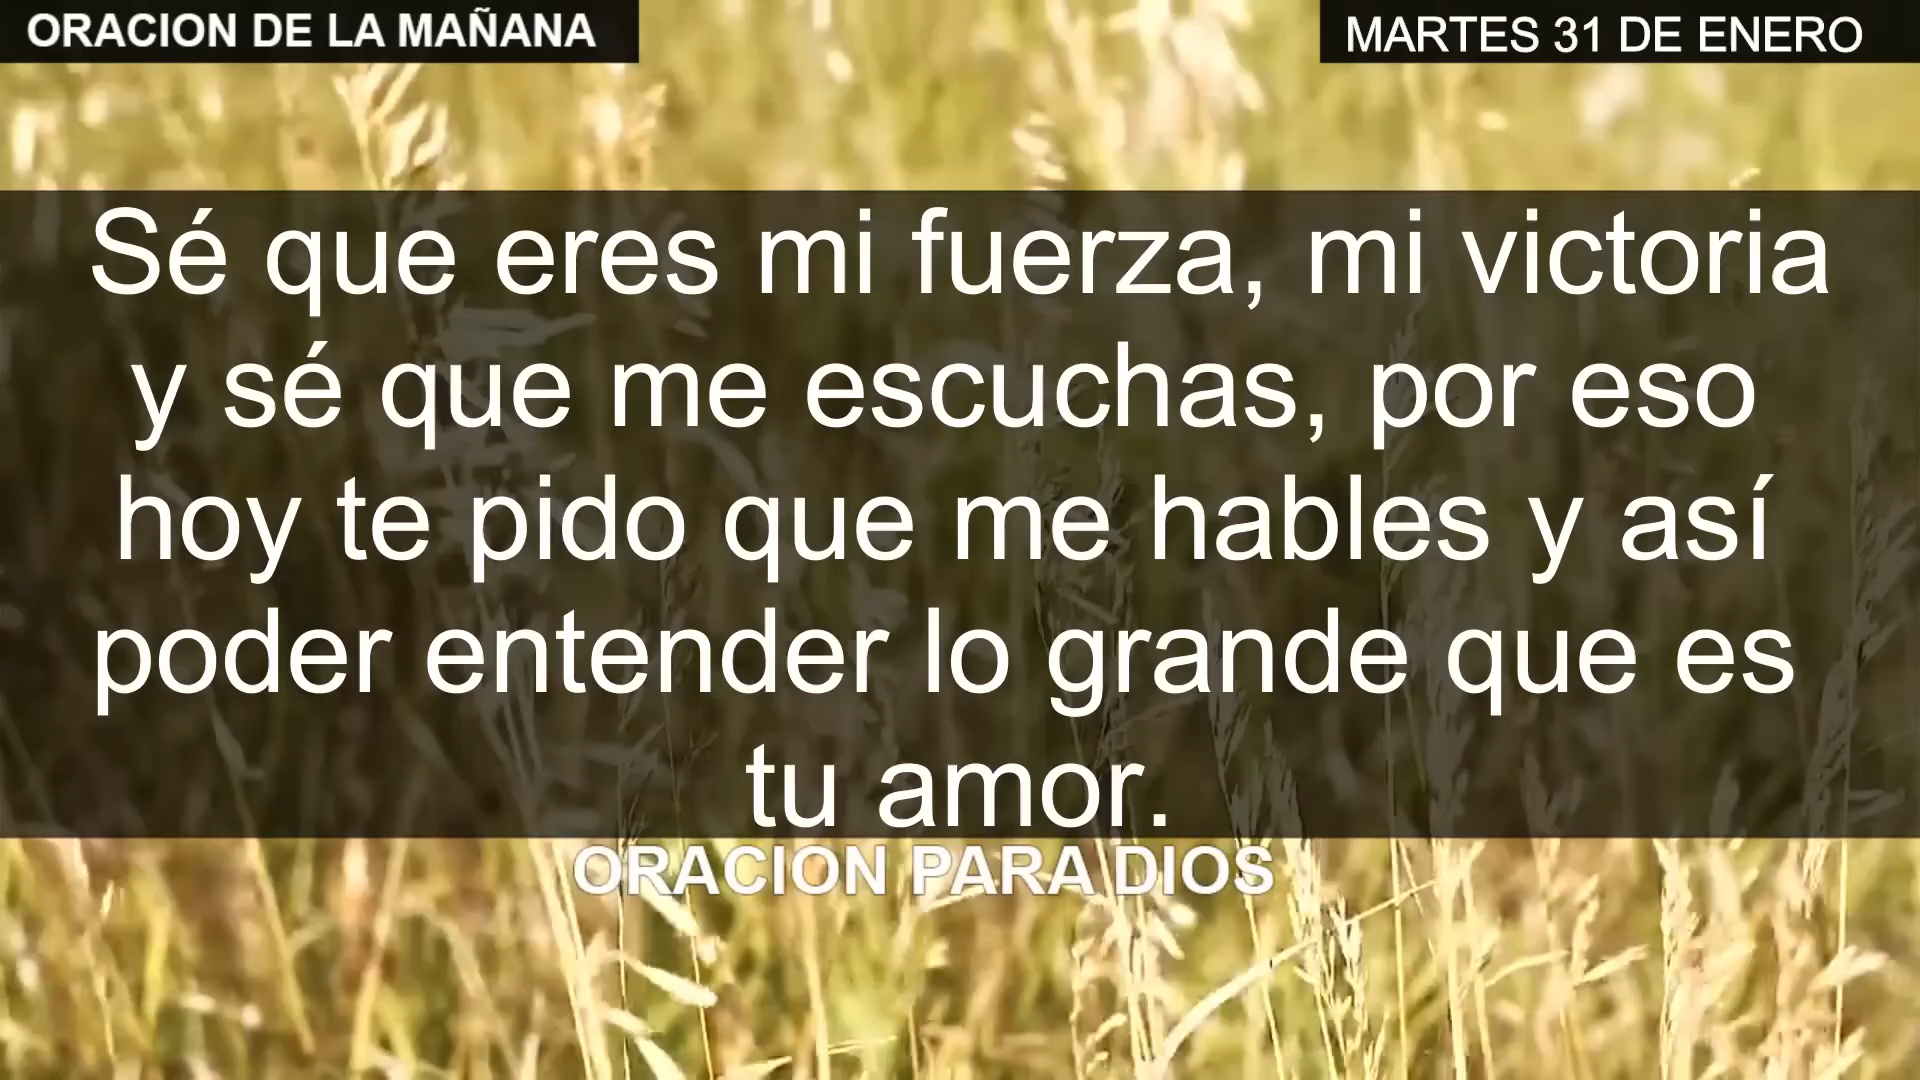 ORACION DE LA MAÑANA
MARTES 31 DE ENERO
Sé que eres mi fuerza, mi victoria
y sé que me escuchas, por eso
hoy te pido que me hables y así
poder entender lo grande que es
tu amor.
ORACION PARA DIOS